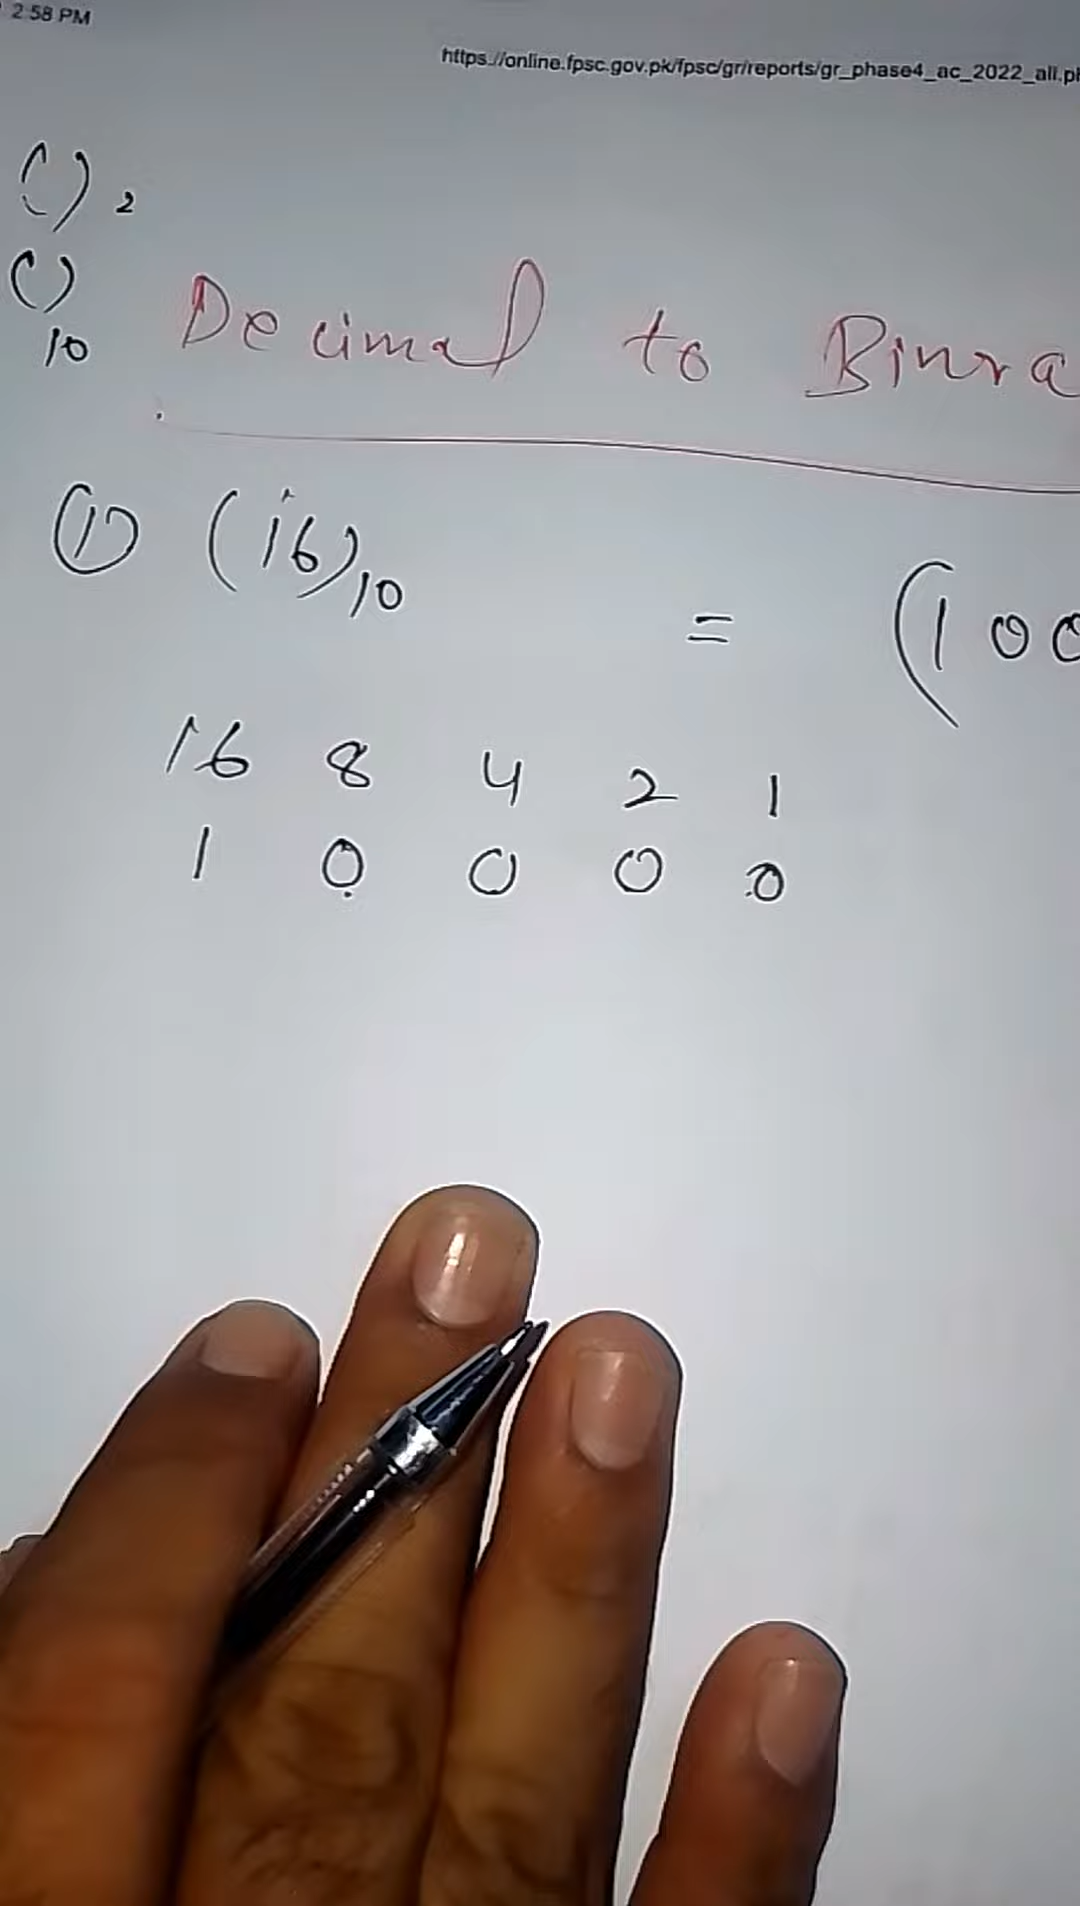 2:58 PM
https://online.fpsc.gov.pk/fpsc/gr/reports/gr_phase4_ac_2022_all.ph
( )2
( )10
Decimal to Binra
① (16)10 = (100
16 8 4 2 1
1 0 0 0 0